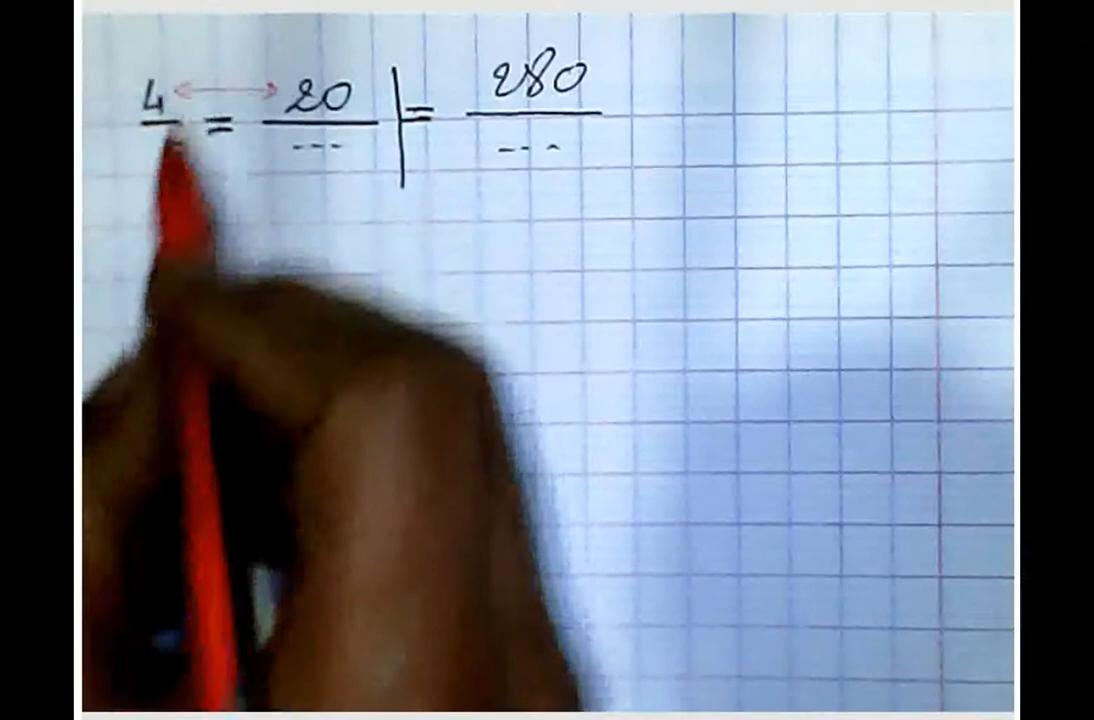 4 = 20 | = 280
--- ---